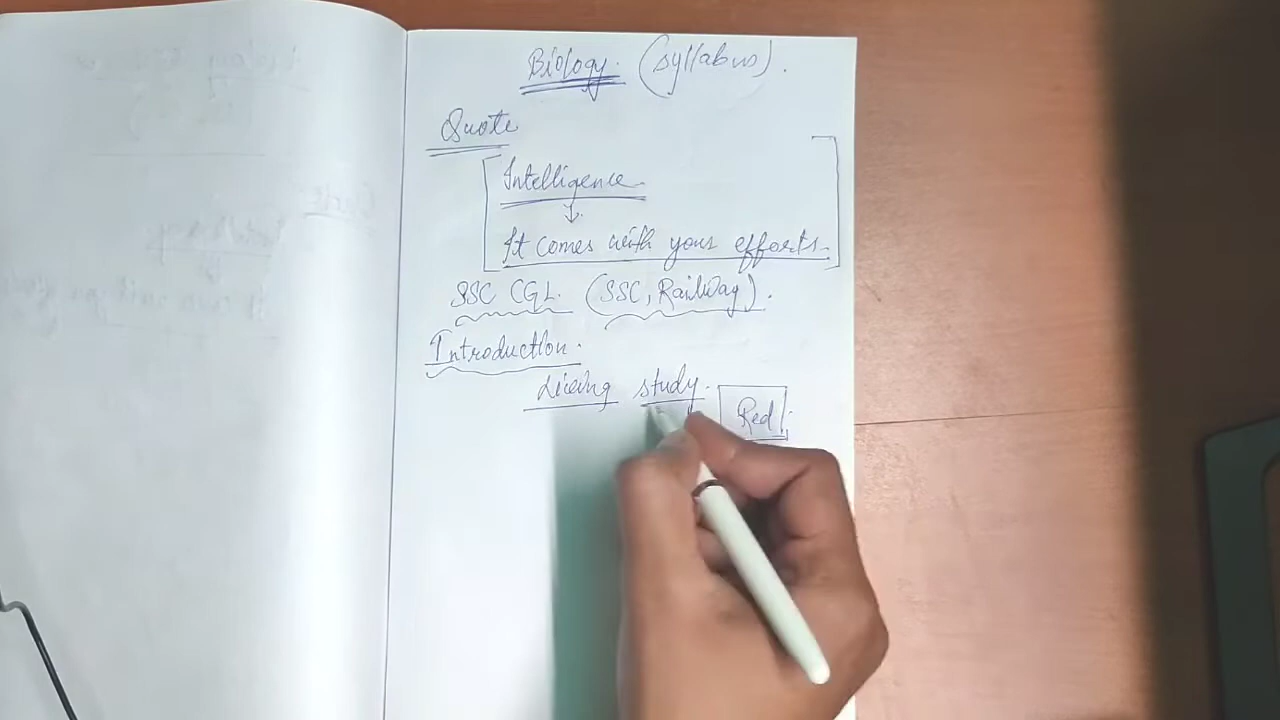 Biology. (Syllabus).
Quote
Intelligence.
↓
It comes with your efforts.
SSC CGL. (SSC, Railway).
Introduction.
Living study.
Red